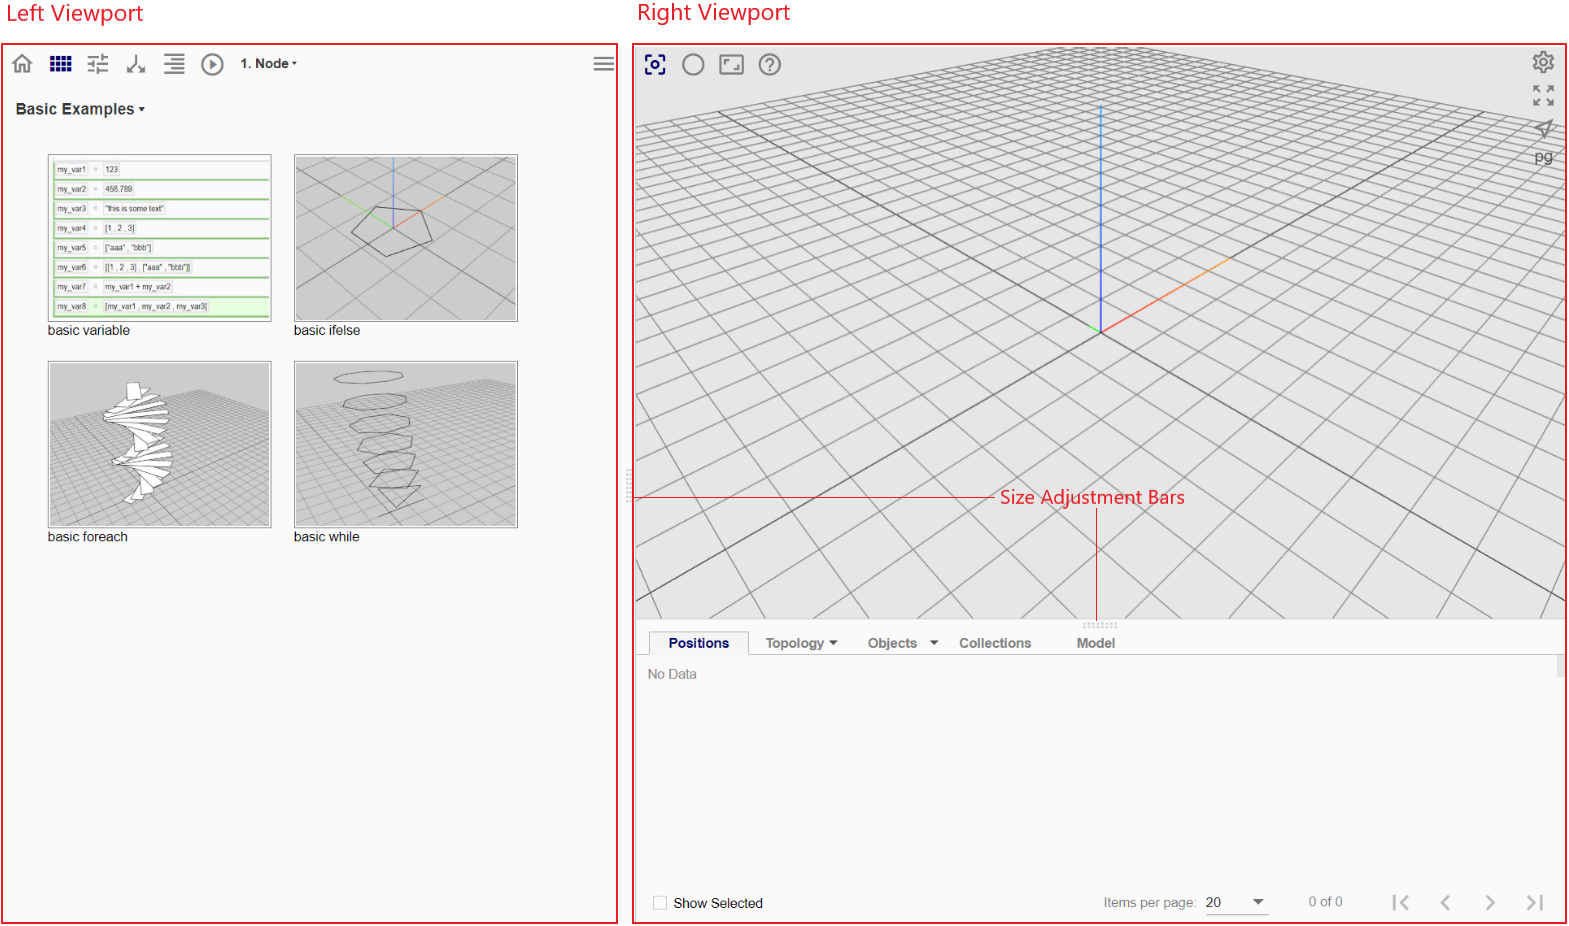 Left Viewport
Right Viewport
1. Node
Basic Examples
my_var1 = 123
my_var2 = 456.789
my_var3 = "this is some text"
my_var4 = [1 , 2 , 3]
my_var5 = ["aaa" , "bbb"]
my_var6 = [[1 , 2 , 3] , ["aaa" , "bbb"]]
my_var7 = my_var1 + my_var2
my_var8 = [my_var1 , my_var2 , my_var3]
basic variable
basic ifelse
basic foreach
basic while
pg
Size Adjustment Bars
Positions Topology Objects Collections Model
No Data
Show Selected
Items per page: 20 0 of 0